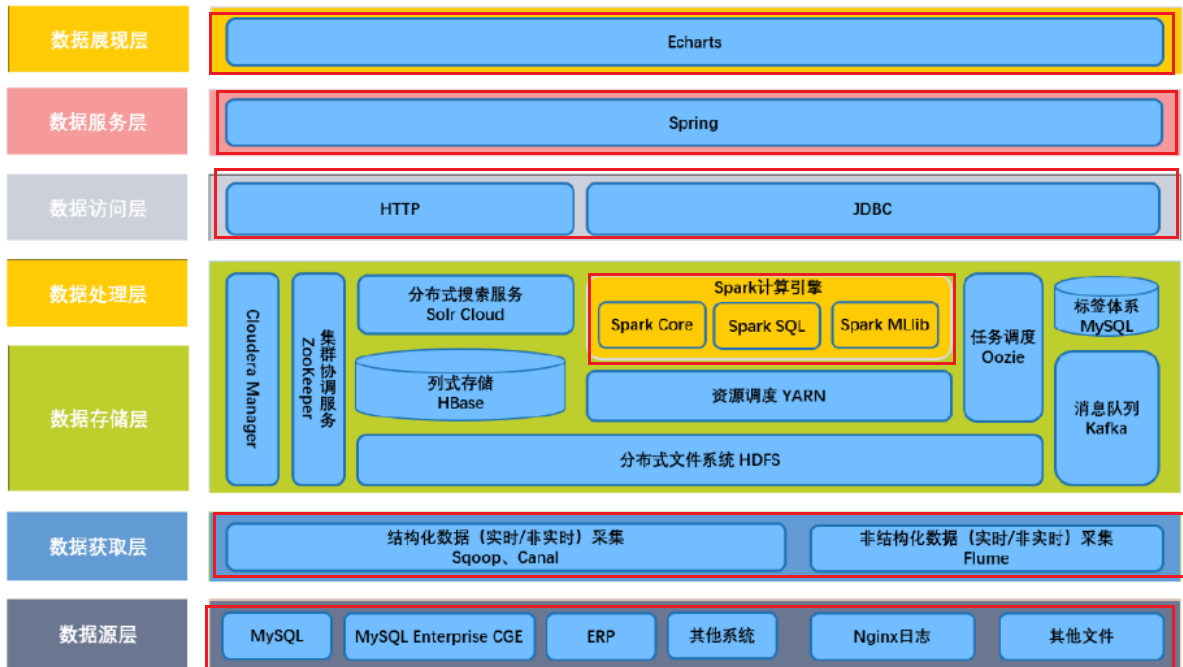 数据展现层
Echarts
数据服务层
Spring
数据访问层
HTTP
JDBC
数据处理层
数据存储层
Cloudera Manager
集群协调服务
ZooKeeper
分布式搜索服务
Solr Cloud
列式存储
HBase
Spark计算引擎
Spark Core
Spark SQL
Spark MLlib
资源调度 YARN
分布式文件系统 HDFS
任务调度
Oozie
标签体系
MySQL
消息队列
Kafka
数据获取层
结构化数据（实时/非实时）采集
Sqoop、Canal
非结构化数据（实时/非实时）采集
Flume
数据源层
MySQL
MySQL Enterprise CGE
ERP
其他系统
Nginx日志
其他文件